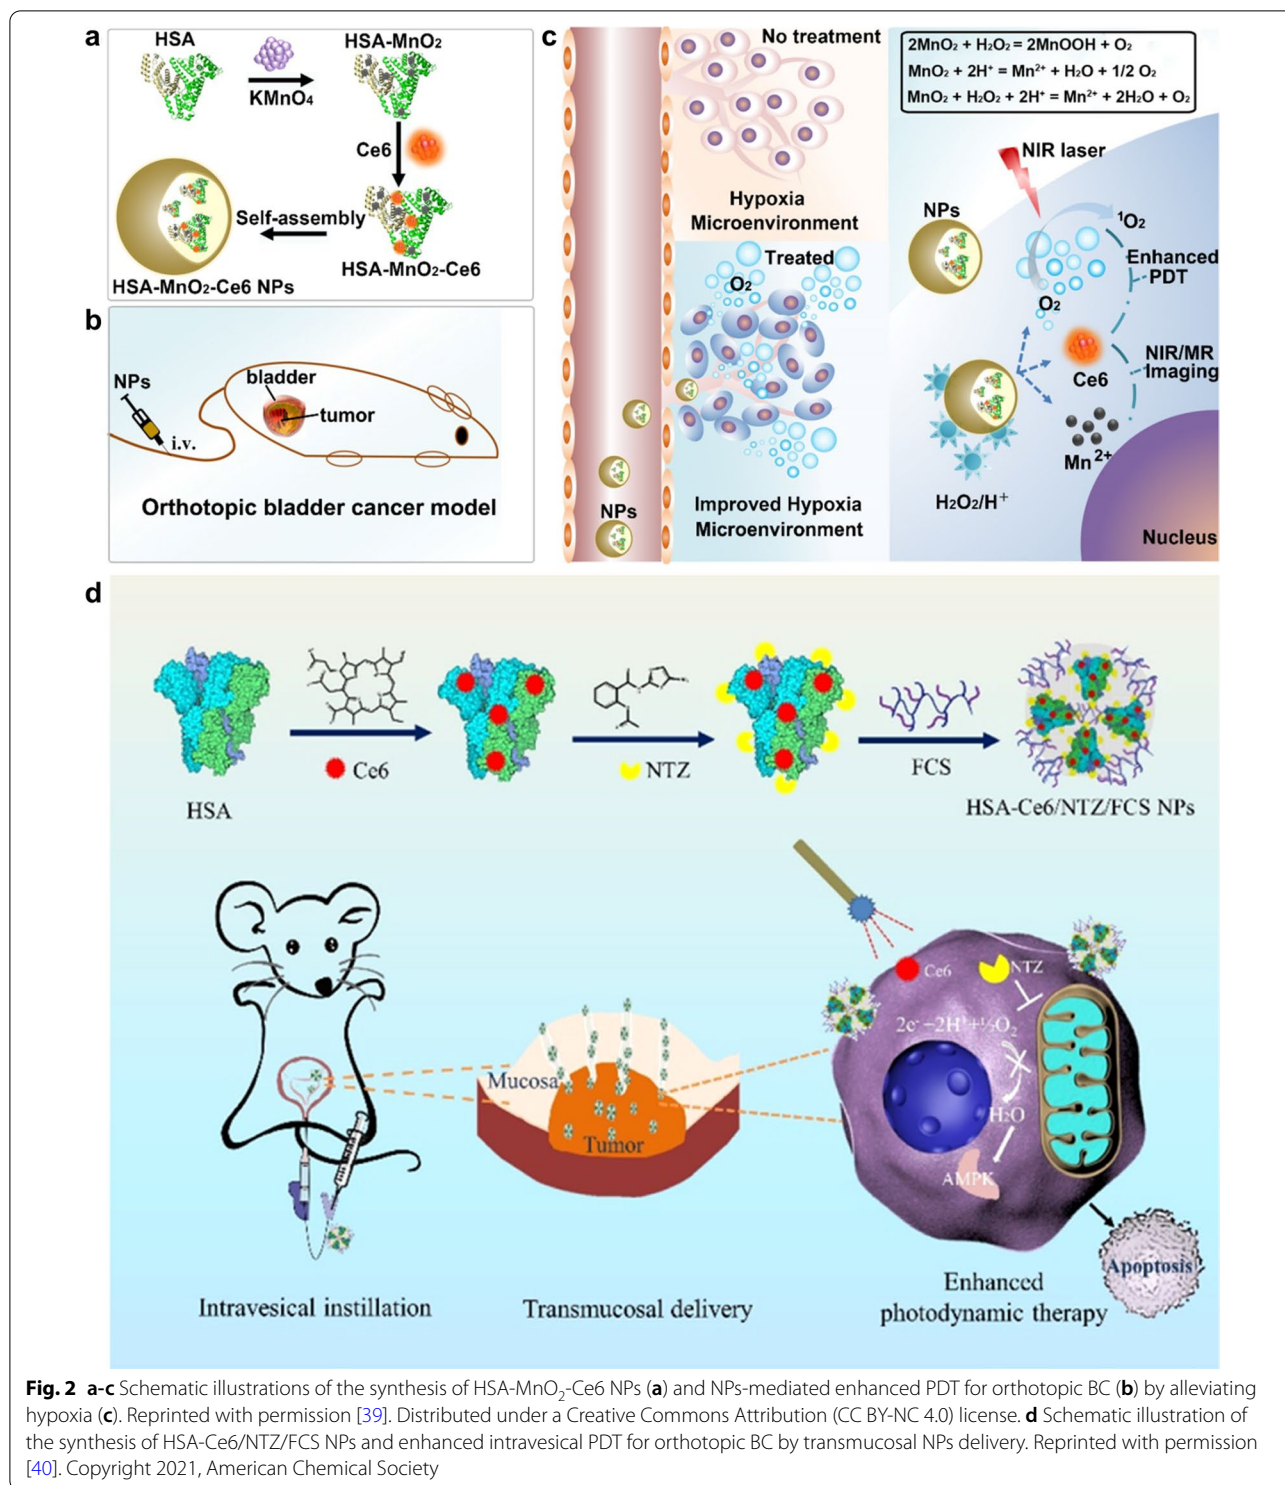 a
HSA
HSA-MnO₂
KMnO₄
Ce6
Self-assembly
HSA-MnO₂-Ce6
HSA-MnO₂-Ce6 NPs
b
NPs
bladder
tumor
i.v.
Orthotopic bladder cancer model
c
No treatment
Hypoxia
Microenvironment
Treated
O₂
NPs
Improved Hypoxia
Microenvironment
2MnO₂ + H₂O₂ = 2MnOOH + O₂
MnO₂ + 2H⁺ = Mn²⁺ + H₂O + 1/2 O₂
MnO₂ + H₂O₂ + 2H⁺ = Mn²⁺ + 2H₂O + O₂
NIR laser
NPs
¹O₂
Enhanced
PDT
O₂
NIR/MR
Imaging
Ce6
Mn²⁺
H₂O₂/H⁺
Nucleus
d
HSA
Ce6
NTZ
FCS
HSA-Ce6/NTZ/FCS NPs
Mucosa
Tumor
Ce6
NTZ
2e⁻+2H⁺+½O₂
H₂O
AMPK
Apoptosis
Intravesical instillation
Transmucosal delivery
Enhanced
photodynamic therapy
Fig. 2 a-c Schematic illustrations of the synthesis of HSA-MnO₂-Ce6 NPs (a) and NPs-mediated enhanced PDT for orthotopic BC (b) by alleviating
hypoxia (c). Reprinted with permission [39]. Distributed under a Creative Commons Attribution (CC BY-NC 4.0) license. d Schematic illustration of
the synthesis of HSA-Ce6/NTZ/FCS NPs and enhanced intravesical PDT for orthotopic BC by transmucosal NPs delivery. Reprinted with permission
[40]. Copyright 2021, American Chemical Society